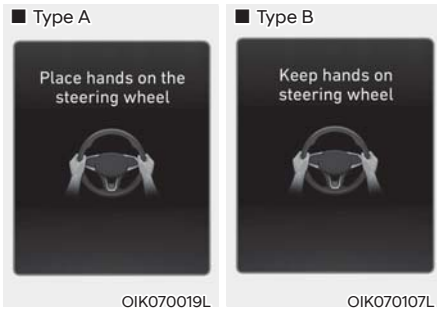 ■ Type A
Place hands on the
steering wheel
OIK070019L
■ Type B
Keep hands on
steering wheel
OIK070107L